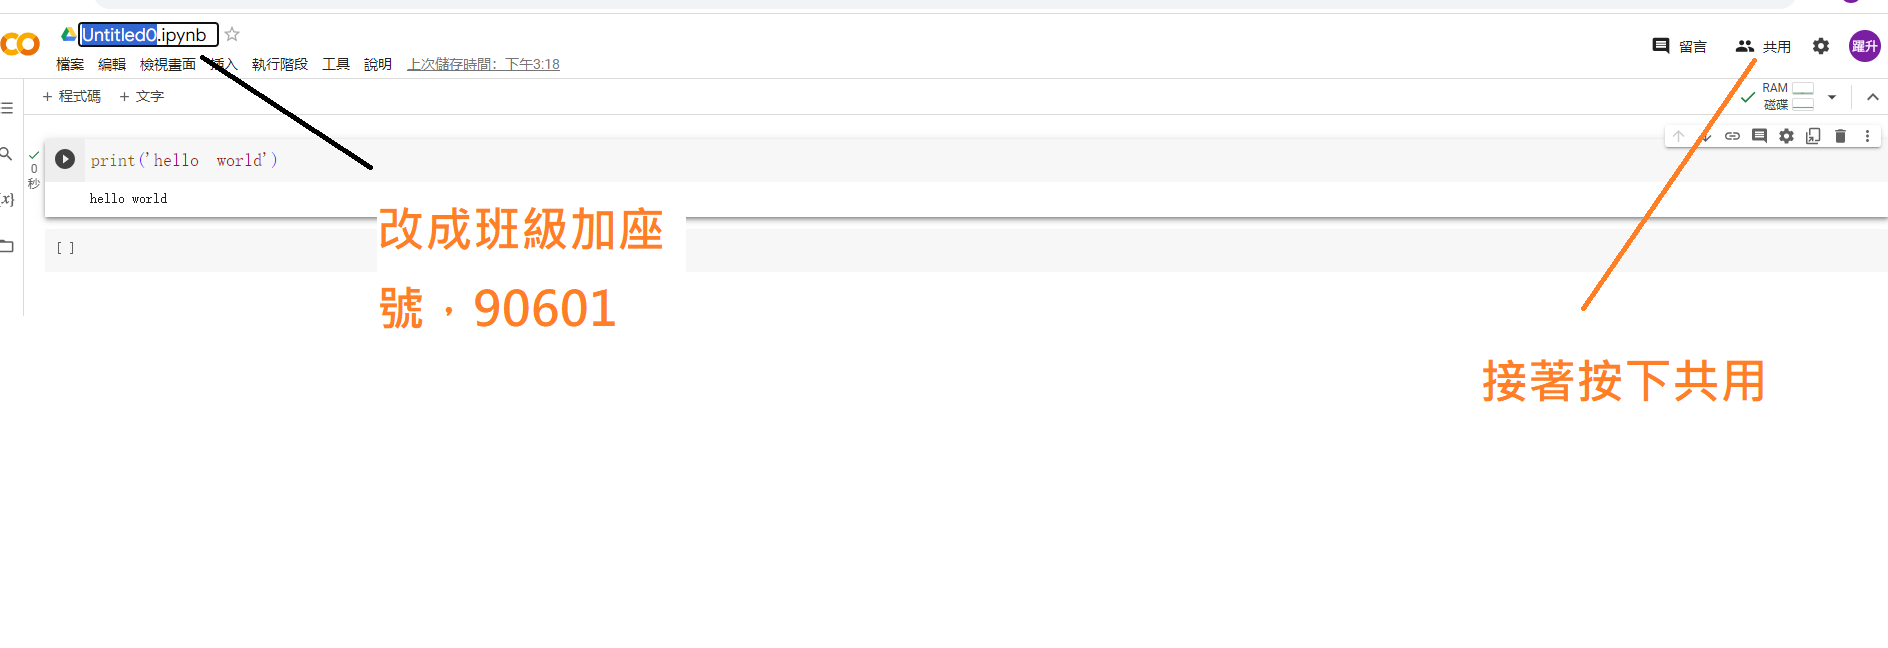 Untitled0.ipynb
檔案 編輯 檢視畫面 插入 執行階段 工具 說明 上次儲存時間：下午3:18
留言 共用 躍升
+ 程式碼 + 文字
RAM
磁碟
0
秒
print('hello  world')
hello world
{x}
[ ]
改成班級加座
號，90601
接著按下共用